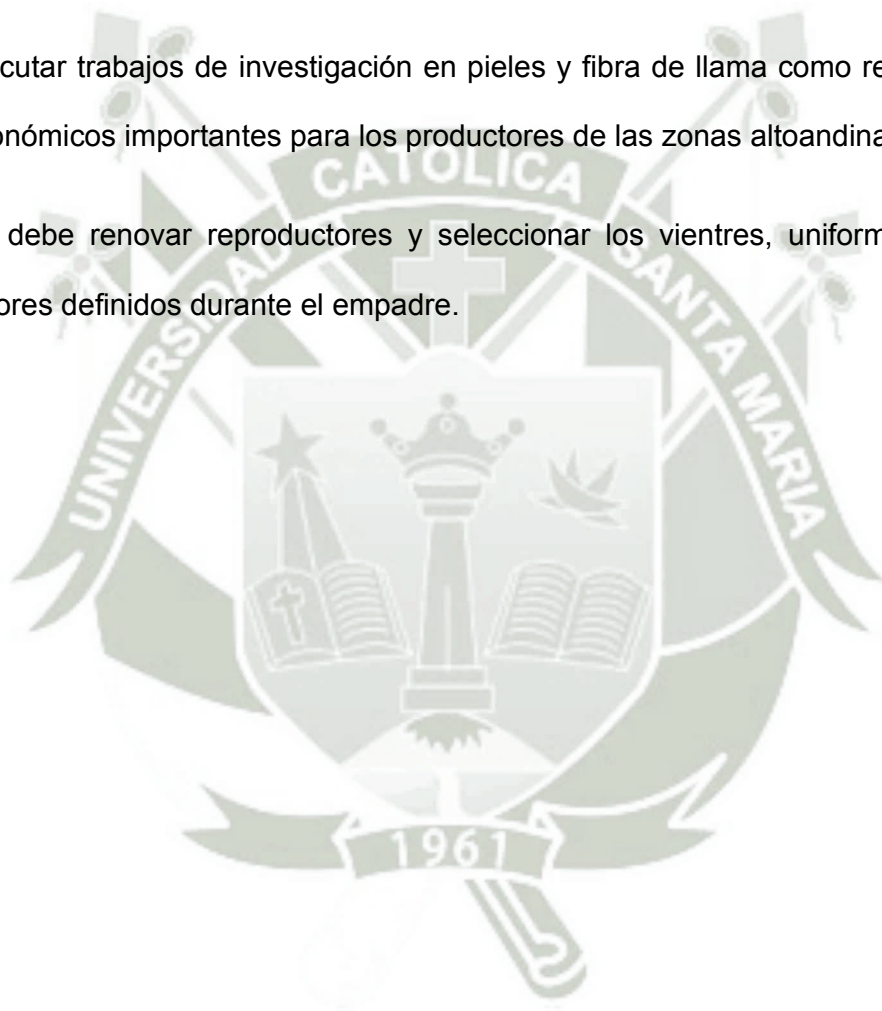 cutar trabajos de investigación en pieles y fibra de llama como re
onómicos importantes para los productores de las zonas altoandina
debe renovar reproductores y seleccionar los vientres, uniform
ores definidos durante el empadre.
UNIVERSIDAD CATOLICA SANTA MARIA
1961